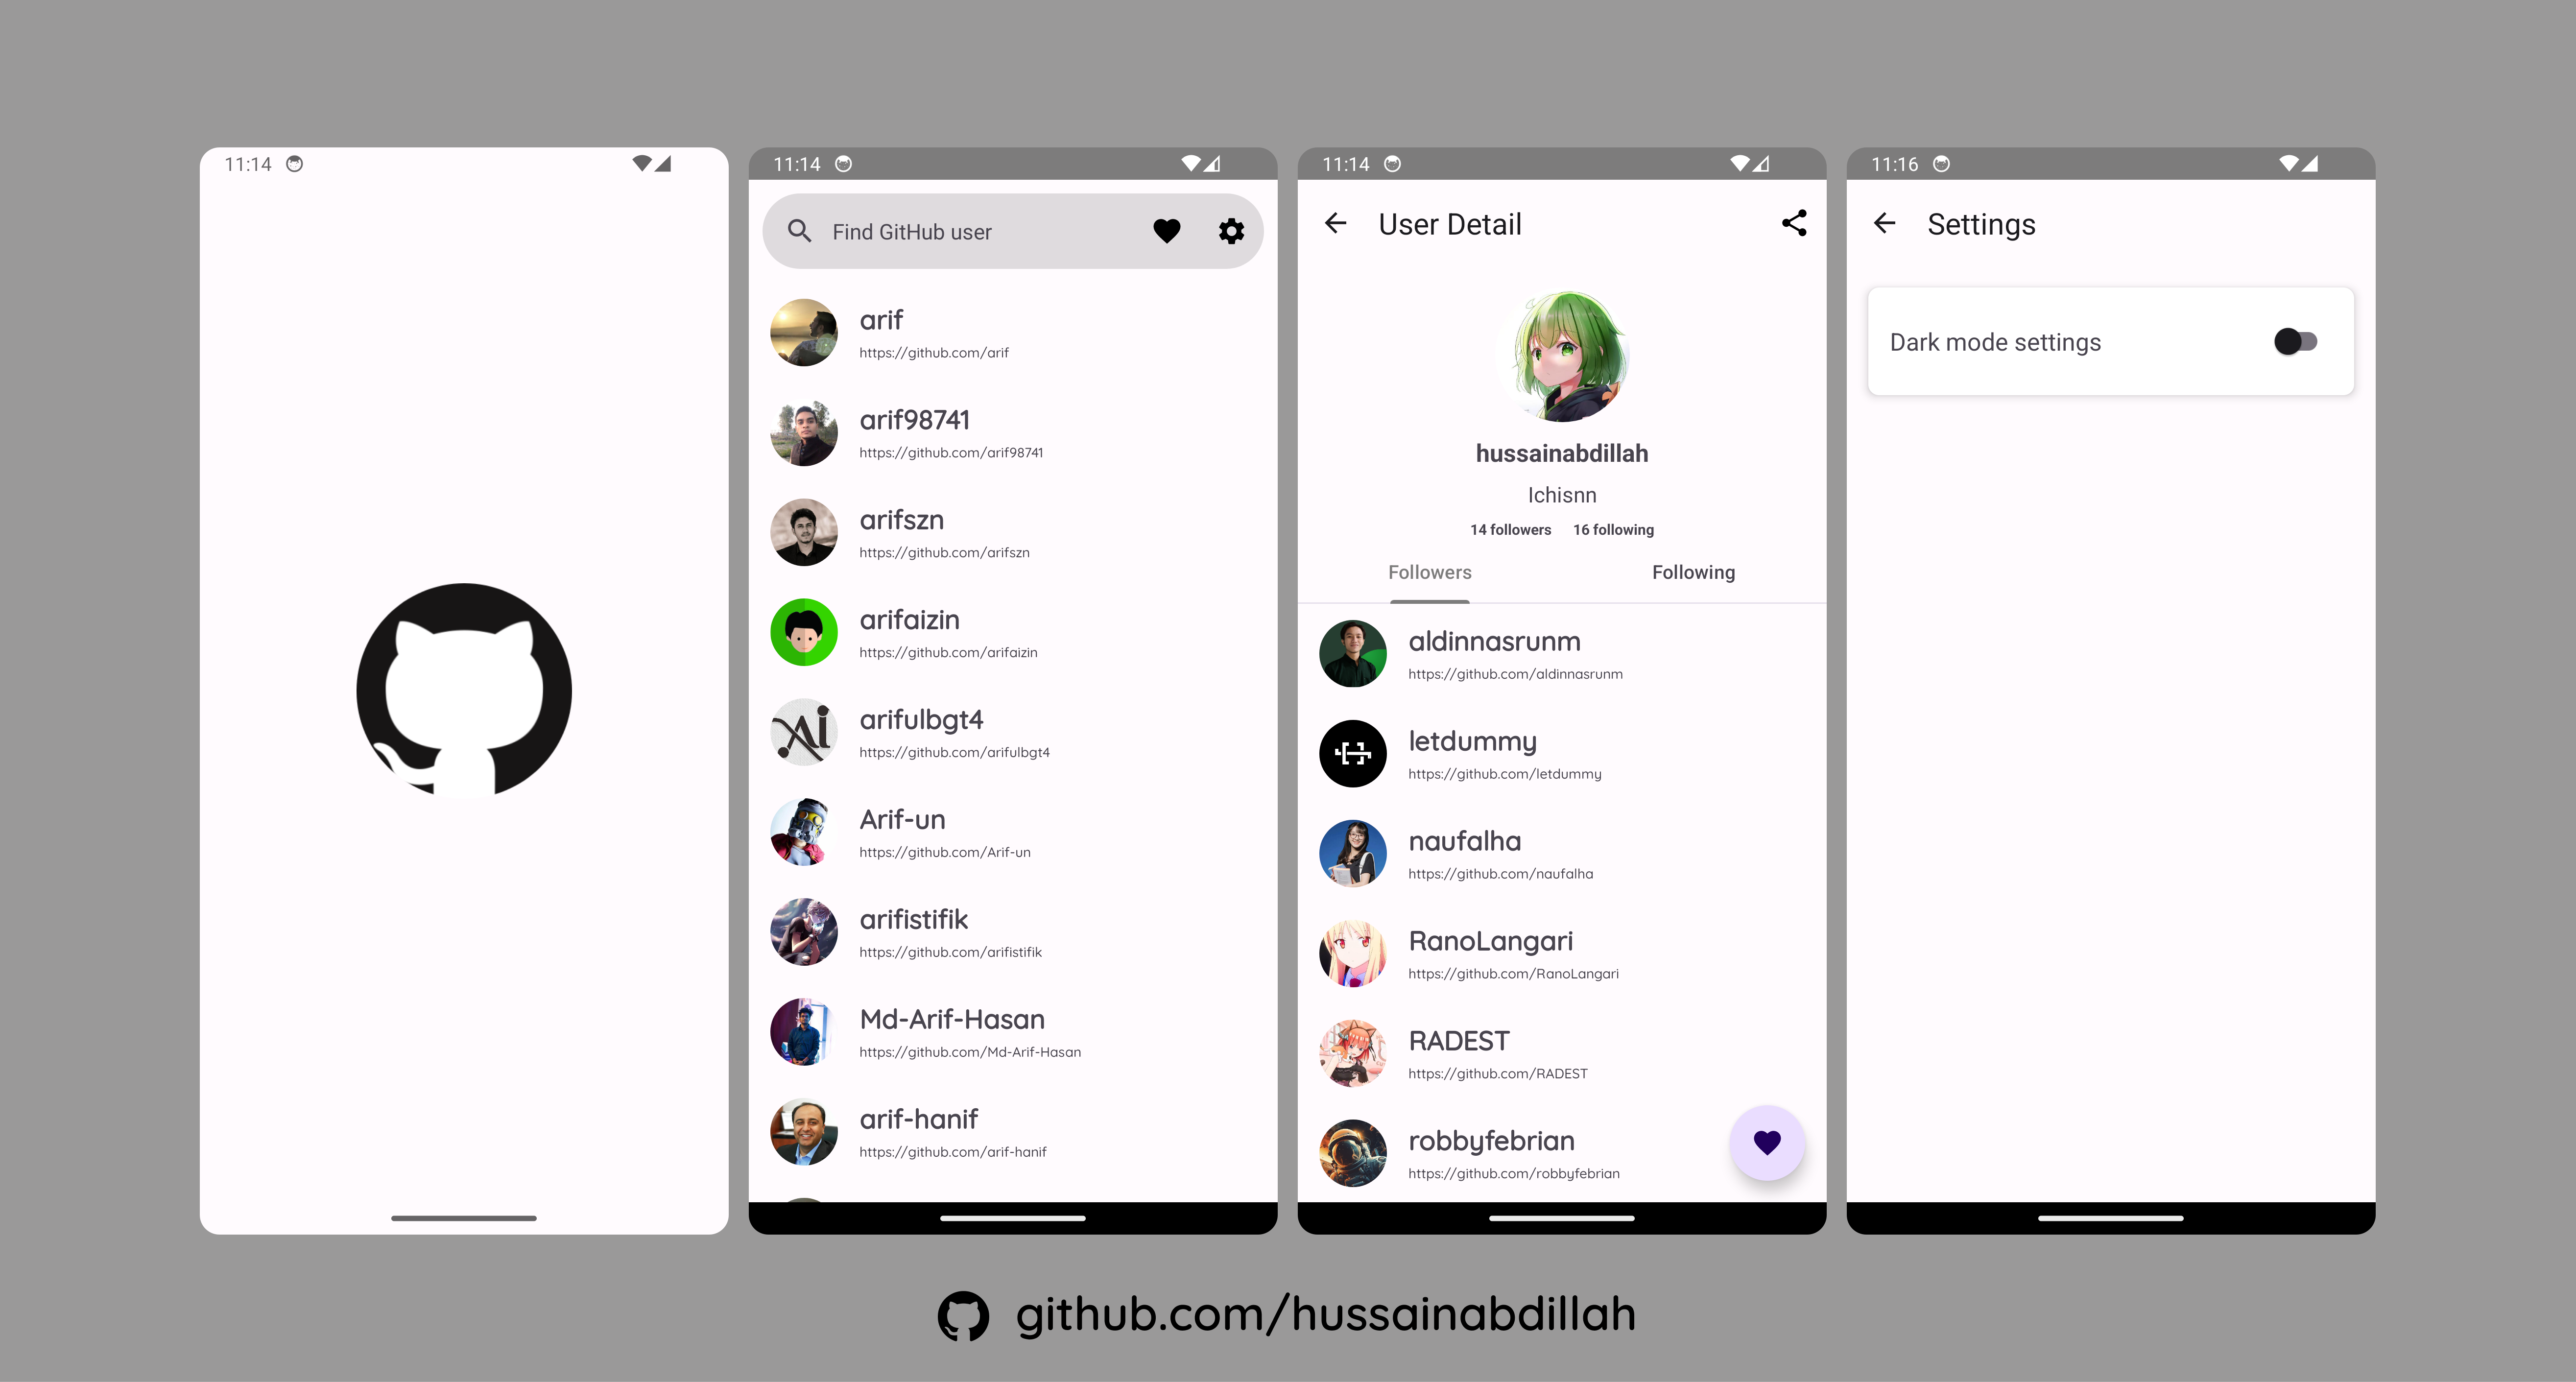 11:14
11:14
Find GitHub user
arif
https://github.com/arif
arif98741
https://github.com/arif98741
arifszn
https://github.com/arifszn
arifaizin
https://github.com/arifaizin
arifulbgt4
https://github.com/arifulbgt4
Arif-un
https://github.com/Arif-un
arifistifik
https://github.com/arifistifik
Md-Arif-Hasan
https://github.com/Md-Arif-Hasan
arif-hanif
https://github.com/arif-hanif
11:14
User Detail
hussainabdillah
Ichisnn
14 followers 16 following
Followers Following
aldinnasrunm
https://github.com/aldinnasrunm
letdummy
https://github.com/letdummy
naufalha
https://github.com/naufalha
RanoLangari
https://github.com/RanoLangari
RADEST
https://github.com/RADEST
robbyfebrian
https://github.com/robbyfebrian
11:16
Settings
Dark mode settings
github.com/hussainabdillah